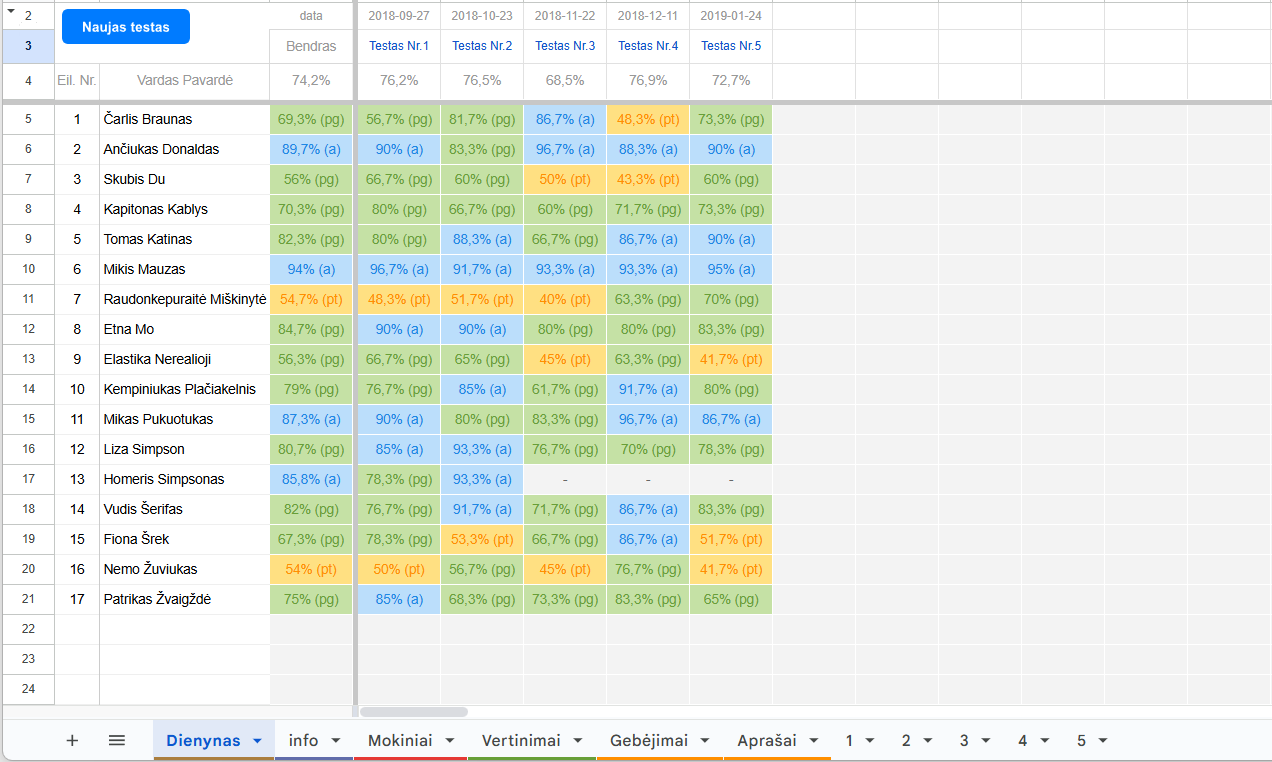 2 data 2018-09-27 2018-10-23 2018-11-22 2018-12-11 2019-01-24
Naujas testas
3 Bendras Testas Nr.1 Testas Nr.2 Testas Nr.3 Testas Nr.4 Testas Nr.5
4 Eil. Nr. Vardas Pavardė 74,2% 76,2% 76,5% 68,5% 76,9% 72,7%
5 1 Čarlis Braunas 69,3% (pg) 56,7% (pg) 81,7% (pg) 86,7% (a) 48,3% (pt) 73,3% (pg)
6 2 Ančiukas Donaldas 89,7% (a) 90% (a) 83,3% (pg) 96,7% (a) 88,3% (a) 90% (a)
7 3 Skubis Du 56% (pg) 66,7% (pg) 60% (pg) 50% (pt) 43,3% (pt) 60% (pg)
8 4 Kapitonas Kablys 70,3% (pg) 80% (pg) 66,7% (pg) 60% (pg) 71,7% (pg) 73,3% (pg)
9 5 Tomas Katinas 82,3% (pg) 80% (pg) 88,3% (a) 66,7% (pg) 86,7% (a) 90% (a)
10 6 Mikis Mauzas 94% (a) 96,7% (a) 91,7% (a) 93,3% (a) 93,3% (a) 95% (a)
11 7 Raudonkepuraitė Miškinytė 54,7% (pt) 48,3% (pt) 51,7% (pt) 40% (pt) 63,3% (pg) 70% (pg)
12 8 Etna Mo 84,7% (pg) 90% (a) 90% (a) 80% (pg) 80% (pg) 83,3% (pg)
13 9 Elastika Nerealioji 56,3% (pg) 66,7% (pg) 65% (pg) 45% (pt) 63,3% (pg) 41,7% (pt)
14 10 Kempiniukas Plačiakelnis 79% (pg) 76,7% (pg) 85% (a) 61,7% (pg) 91,7% (a) 80% (pg)
15 11 Mikas Pukuotukas 87,3% (a) 90% (a) 80% (pg) 83,3% (pg) 96,7% (a) 86,7% (a)
16 12 Liza Simpson 80,7% (pg) 85% (a) 93,3% (a) 76,7% (pg) 70% (pg) 78,3% (pg)
17 13 Homeris Simpsonas 85,8% (a) 78,3% (pg) 93,3% (a) - - -
18 14 Vudis Šerifas 82% (pg) 76,7% (pg) 91,7% (a) 71,7% (pg) 86,7% (a) 83,3% (pg)
19 15 Fiona Šrek 67,3% (pg) 78,3% (pg) 53,3% (pt) 66,7% (pg) 86,7% (a) 51,7% (pt)
20 16 Nemo Žuviukas 54% (pt) 50% (pt) 56,7% (pg) 45% (pt) 76,7% (pg) 41,7% (pt)
21 17 Patrikas Žvaigždė 75% (pg) 85% (a) 68,3% (pg) 73,3% (pg) 83,3% (pg) 65% (pg)
22
23
24
Dienynas info Mokiniai Vertinimai Gebėjimai Aprašai 1 2 3 4 5